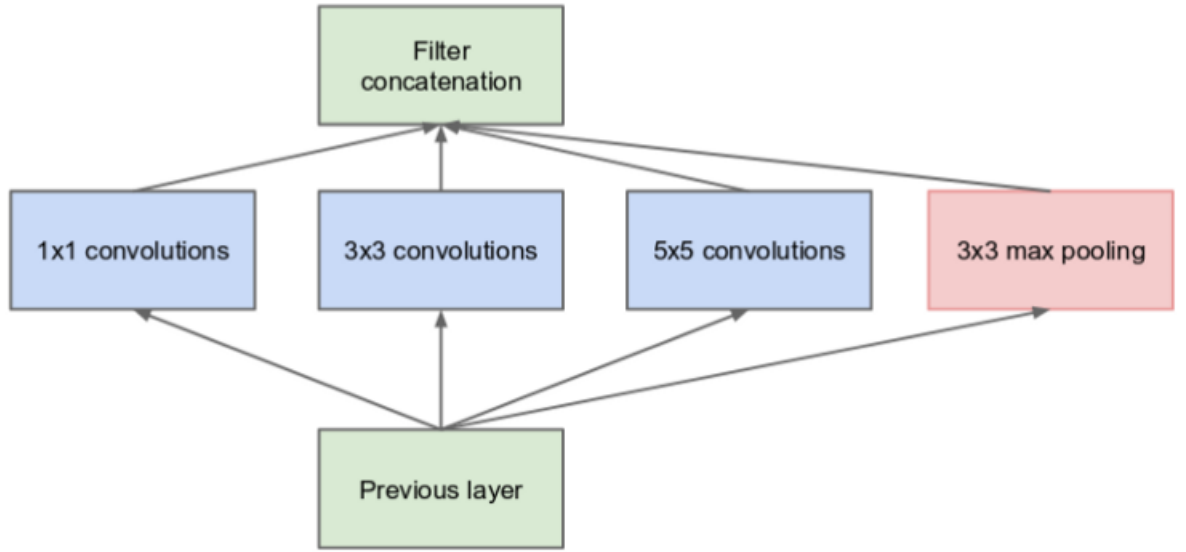 Filter
concatenation
1x1 convolutions
3x3 convolutions
5x5 convolutions
3x3 max pooling
Previous layer